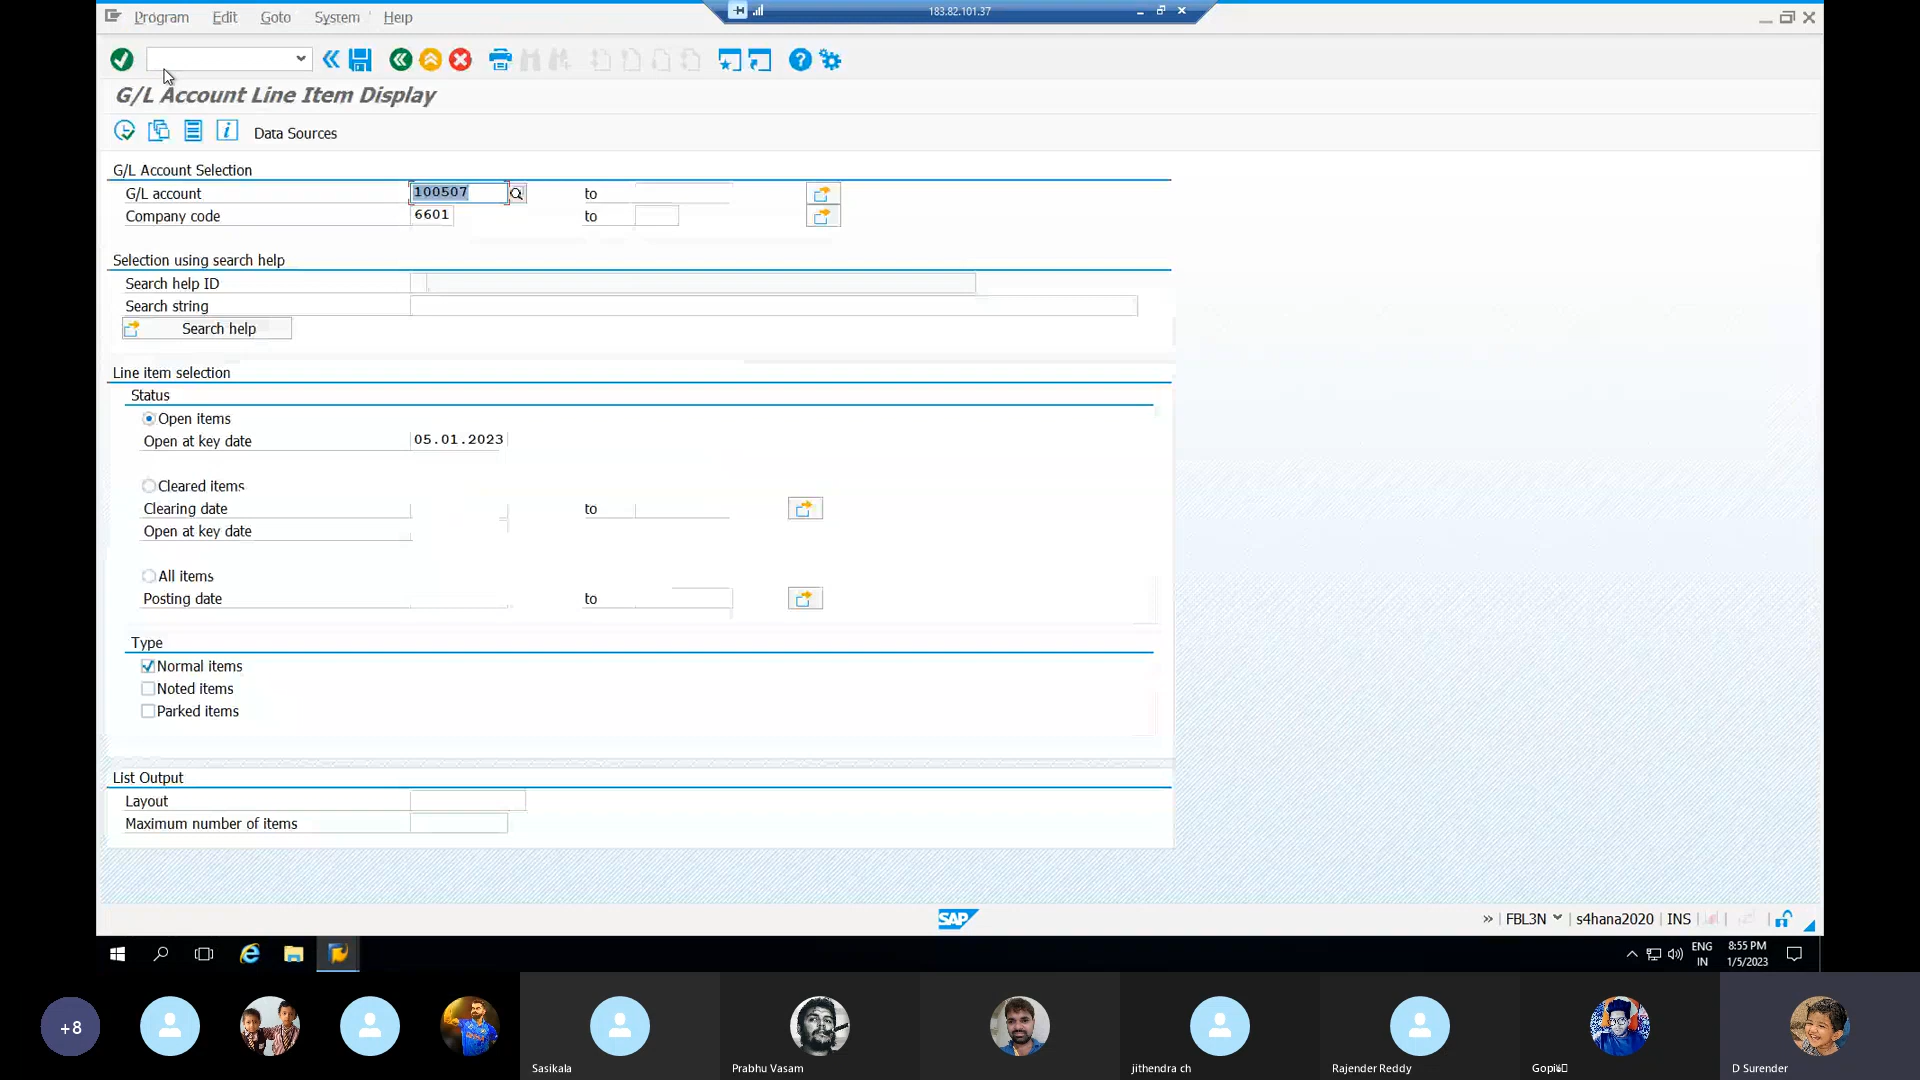 Program Edit Goto System Help
183.82.101.37
G/L Account Line Item Display
Data Sources
G/L Account Selection
G/L account 100507 to
Company code 6601 to
Selection using search help
Search help ID
Search string
Search help
Line item selection
Status
Open items
Open at key date 05.01.2023
Cleared items
Clearing date to
Open at key date
All items
Posting date to
Type
Normal items
Noted items
Parked items
List Output
Layout
Maximum number of items
SAP
FBL3N s4hana2020 INS
ENG 8:55 PM
IN 1/5/2023
+8
Sasikala Prabhu Vasam jithendra ch Rajender Reddy D Surender